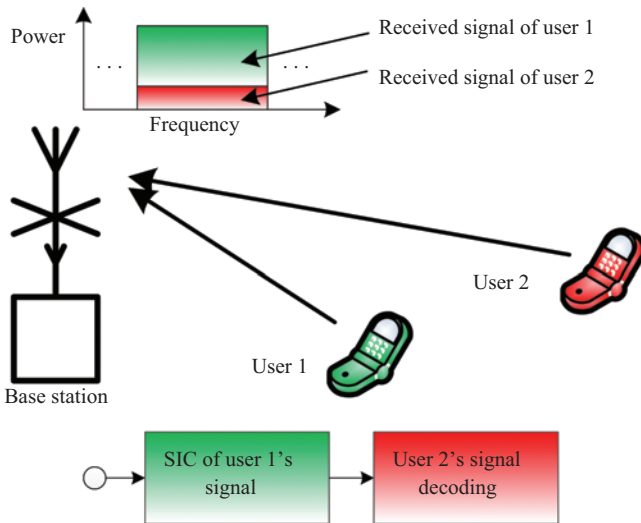 Power
Received signal of user 1
. . .
. . .
Received signal of user 2
Frequency
User 2
User 1
Base station
SIC of user 1's
signal
User 2's signal
decoding